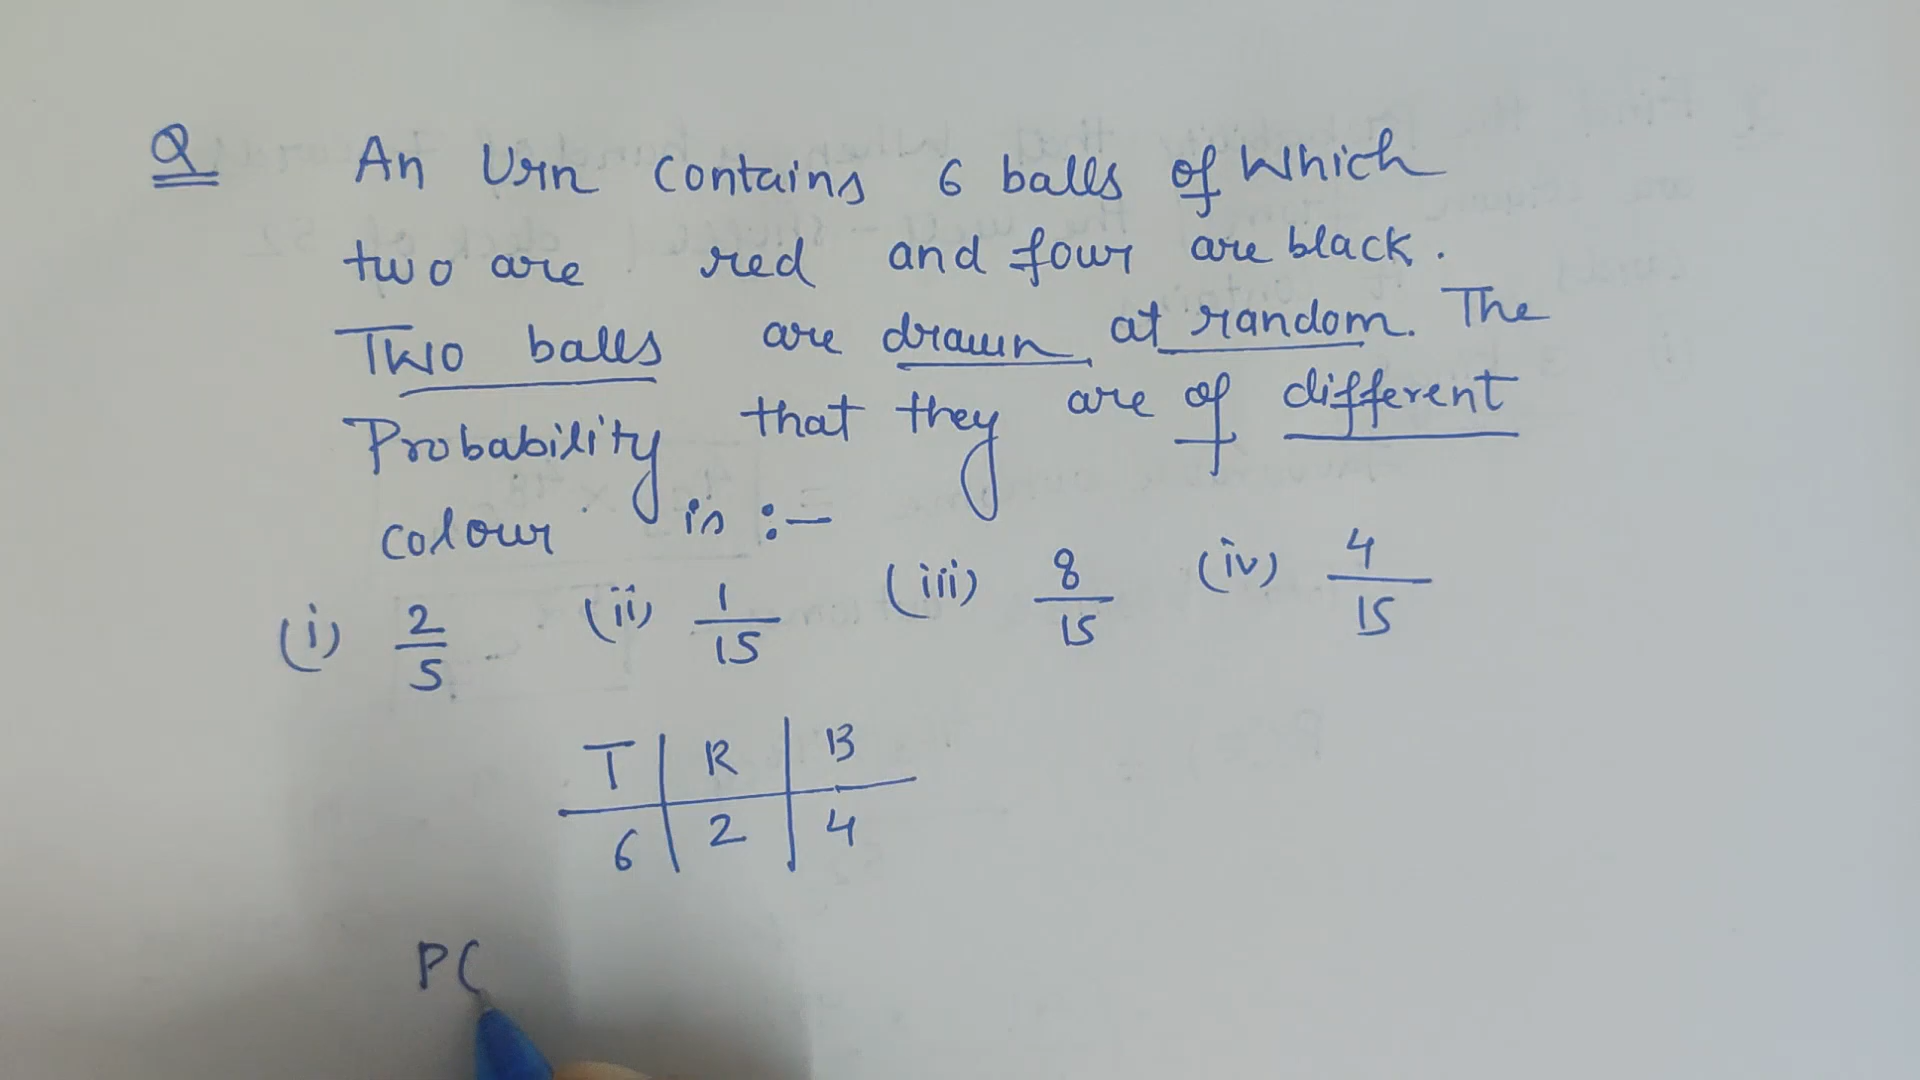 Q An Urn contains 6 balls of which
two are red and four are black.
Two balls are drawn at random. The
Probability that they are of different
colour is :-
(i) 2/5 (ii) 1/15 (iii) 8/15 (iv) 4/15
T R B
6 2 4
P(